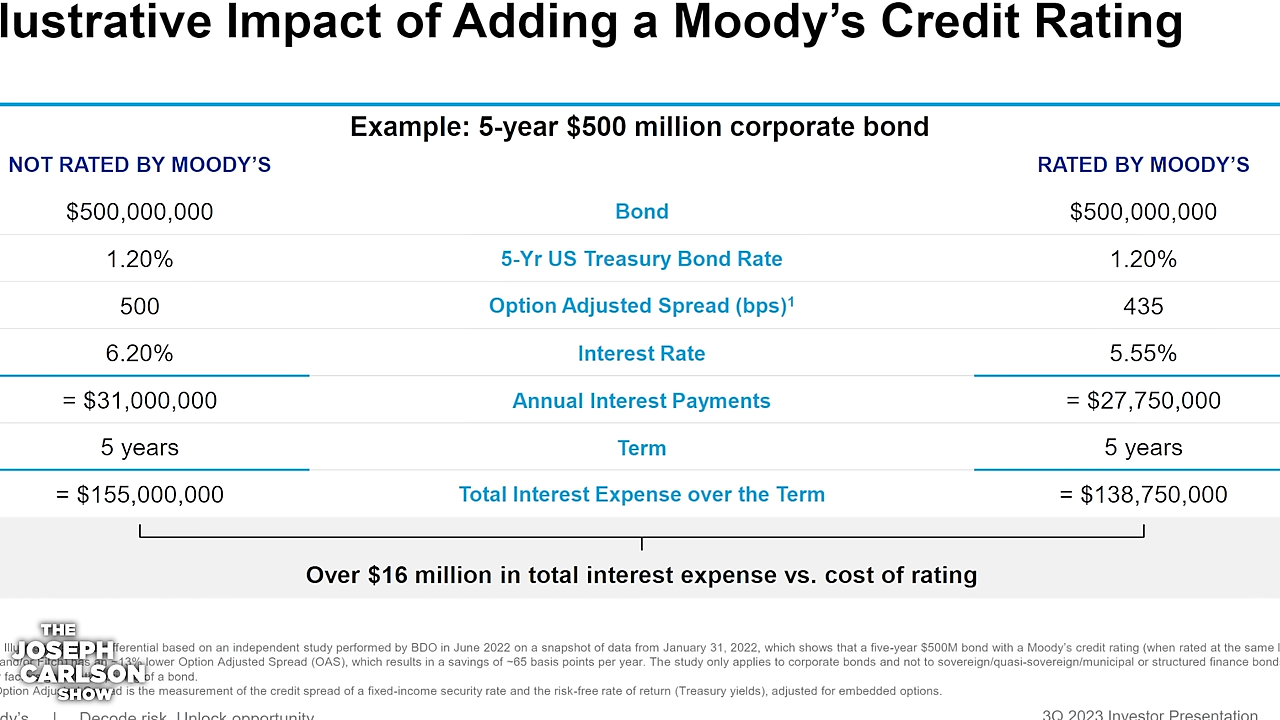 lustrative Impact of Adding a Moody's Credit Rating
Example: 5-year $500 million corporate bond
NOT RATED BY MOODY'S RATED BY MOODY'S
$500,000,000 Bond $500,000,000
1.20% 5-Yr US Treasury Bond Rate 1.20%
500 Option Adjusted Spread (bps)¹ 435
6.20% Interest Rate 5.55%
= $31,000,000 Annual Interest Payments = $27,750,000
5 years Term 5 years
= $155,000,000 Total Interest Expense over the Term = $138,750,000
Over $16 million in total interest expense vs. cost of rating
THE
JOSEPH
CARLSON
SHOW
differential based on an independent study performed by BDO in June 2022 on a snapshot of data from January 31, 2022, which shows that a five-year $500M bond with a Moody's credit rating (when rated at the same
and/or Fitch) has an ~13% lower Option Adjusted Spread (OAS), which results in a savings of ~65 basis points per year. The study only applies to corporate bonds and not to sovereign/quasi-sovereign/municipal or structured finance bond
of a bond.
is the measurement of the credit spread of a fixed-income security rate and the risk-free rate of return (Treasury yields), adjusted for embedded options.
dy's | Decode risk. Unlock opportunity. 3Q 2023 Investor Presentation